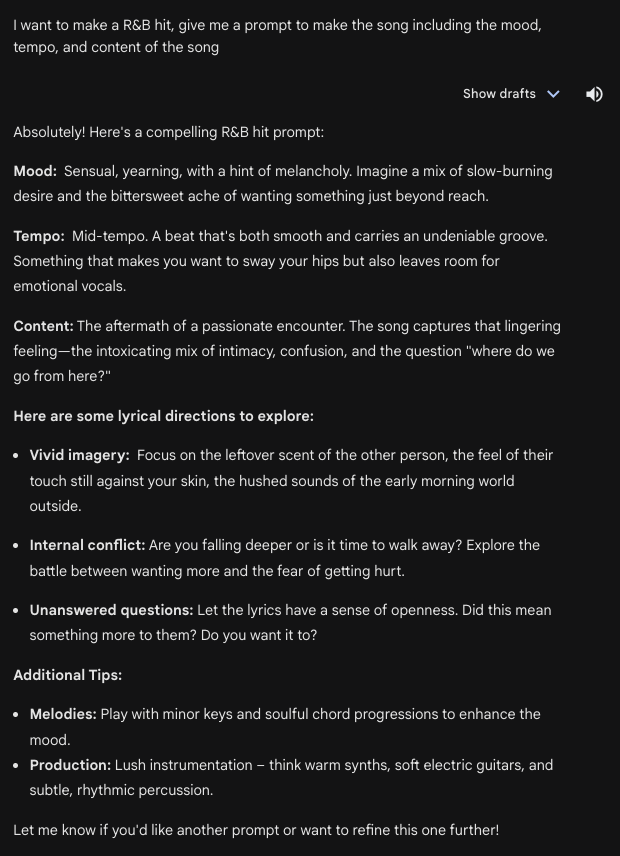 I want to make a R&B hit, give me a prompt to make the song including the mood,
tempo, and content of the song
Show drafts
Absolutely! Here's a compelling R&B hit prompt:
Mood: Sensual, yearning, with a hint of melancholy. Imagine a mix of slow-burning
desire and the bittersweet ache of wanting something just beyond reach.
Tempo: Mid-tempo. A beat that's both smooth and carries an undeniable groove.
Something that makes you want to sway your hips but also leaves room for
emotional vocals.
Content: The aftermath of a passionate encounter. The song captures that lingering
feeling—the intoxicating mix of intimacy, confusion, and the question "where do we
go from here?"
Here are some lyrical directions to explore:
• Vivid imagery: Focus on the leftover scent of the other person, the feel of their
touch still against your skin, the hushed sounds of the early morning world
outside.
• Internal conflict: Are you falling deeper or is it time to walk away? Explore the
battle between wanting more and the fear of getting hurt.
• Unanswered questions: Let the lyrics have a sense of openness. Did this mean
something more to them? Do you want it to?
Additional Tips:
• Melodies: Play with minor keys and soulful chord progressions to enhance the
mood.
• Production: Lush instrumentation – think warm synths, soft electric guitars, and
subtle, rhythmic percussion.
Let me know if you'd like another prompt or want to refine this one further!